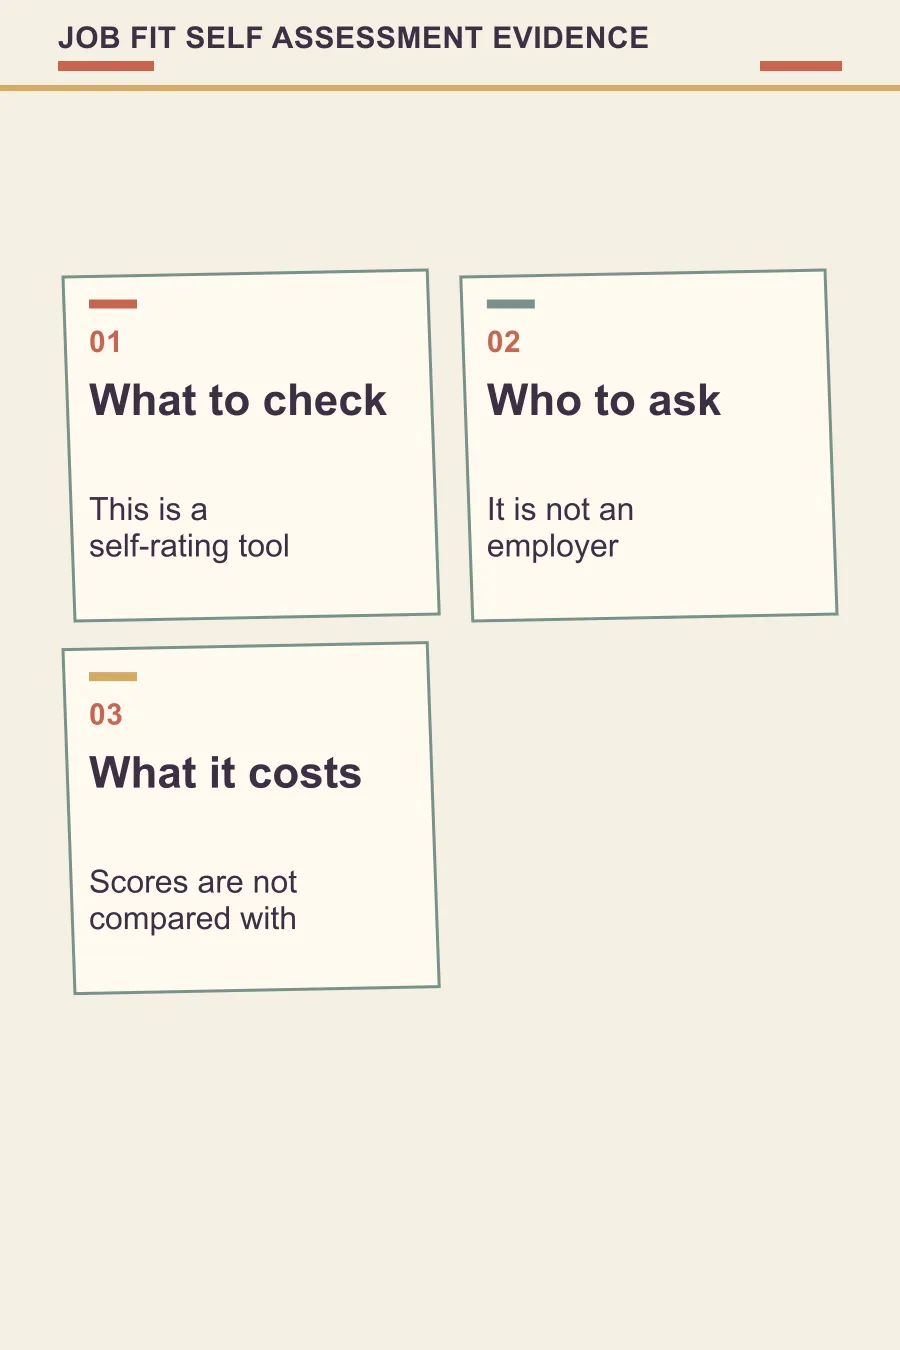 JOB FIT SELF ASSESSMENT EVIDENCE
01
What to check
This is a
self-rating tool
02
Who to ask
It is not an
employer
03
What it costs
Scores are not
compared with